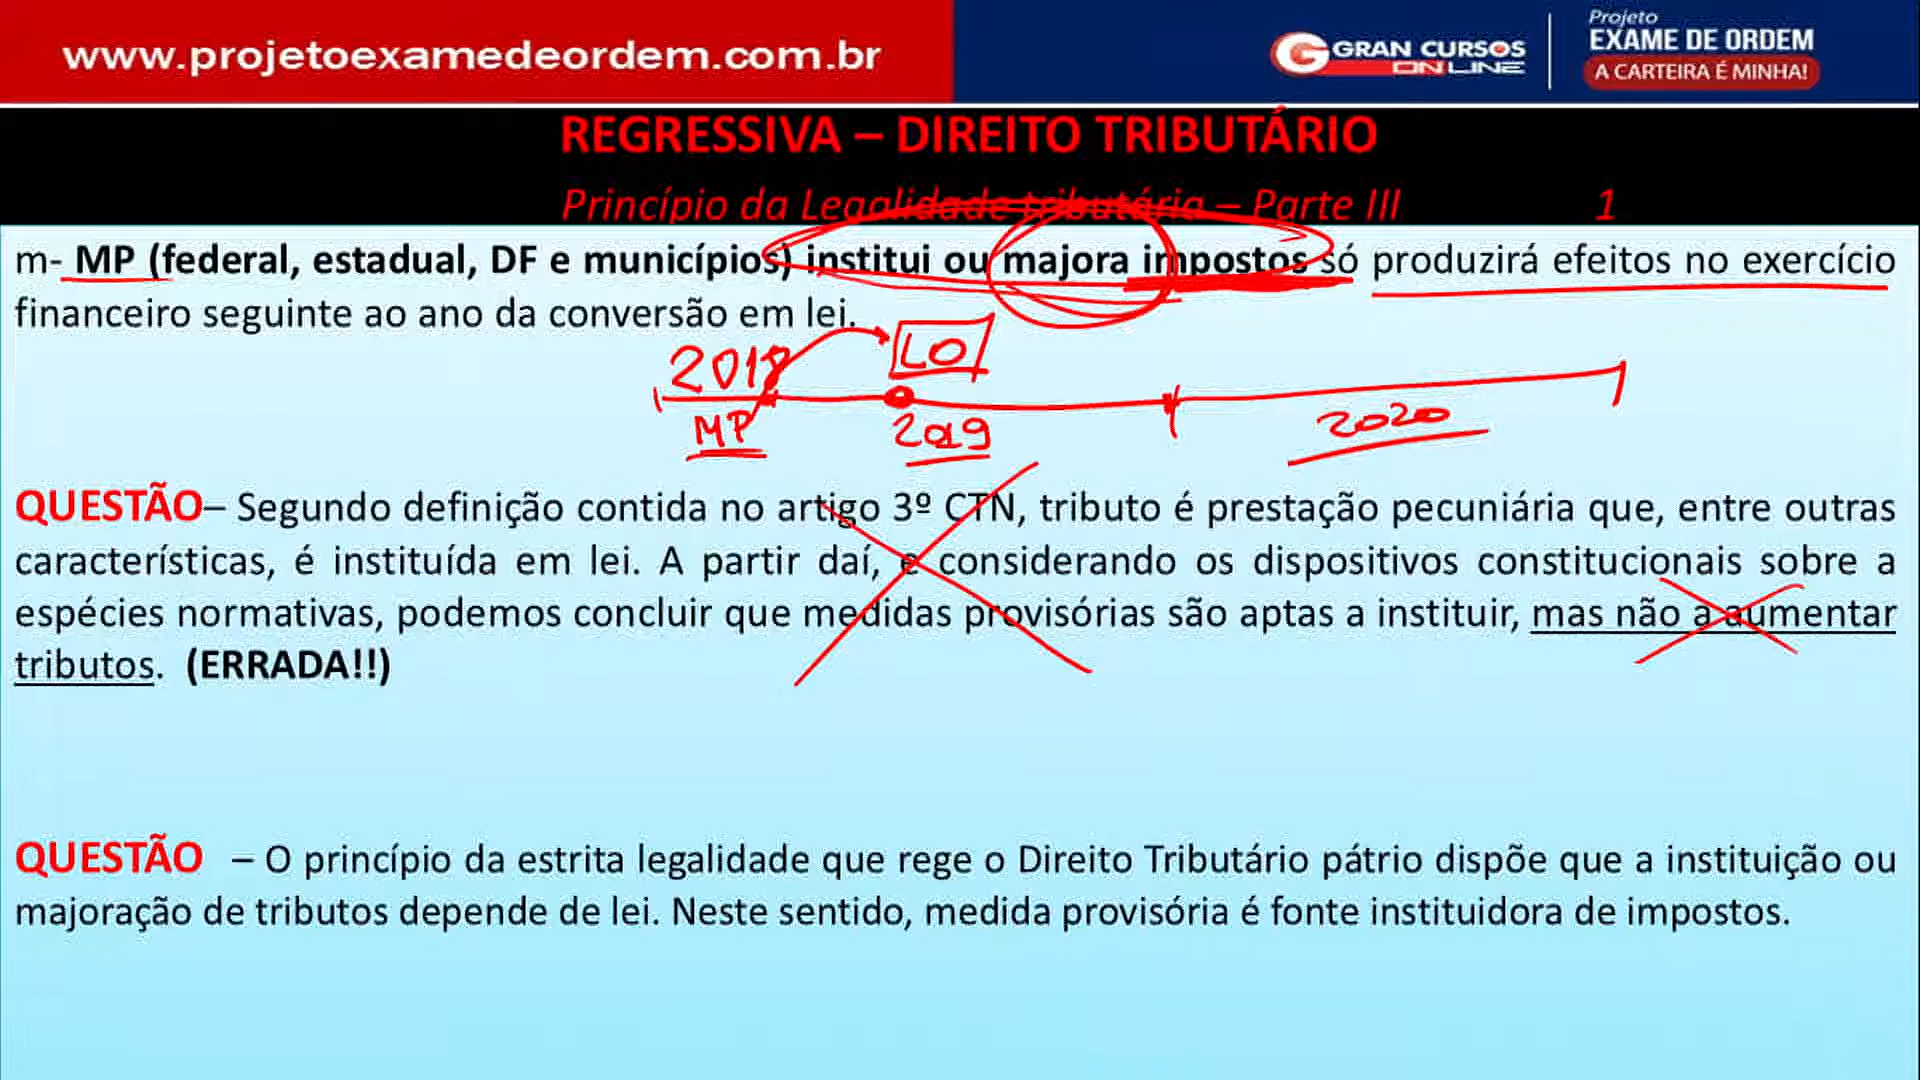 www.projetoexamedeordem.com.br
GRAN CURSOS
ONLINE
Projeto
EXAME DE ORDEM
A CARTEIRA É MINHA!
REGRESSIVA – DIREITO TRIBUTÁRIO
Princípio da Legalidade tributária – Parte III 1
m- MP (federal, estadual, DF e municípios) institui ou majora impostos só produzirá efeitos no exercício
financeiro seguinte ao ano da conversão em lei.
2018 LO
MP 2019 2020
QUESTÃO– Segundo definição contida no artigo 3º CTN, tributo é prestação pecuniária que, entre outras
características, é instituída em lei. A partir daí, e considerando os dispositivos constitucionais sobre a
espécies normativas, podemos concluir que medidas provisórias são aptas a instituir, mas não a aumentar
tributos. (ERRADA!!)
QUESTÃO – O princípio da estrita legalidade que rege o Direito Tributário pátrio dispõe que a instituição ou
majoração de tributos depende de lei. Neste sentido, medida provisória é fonte instituidora de impostos.